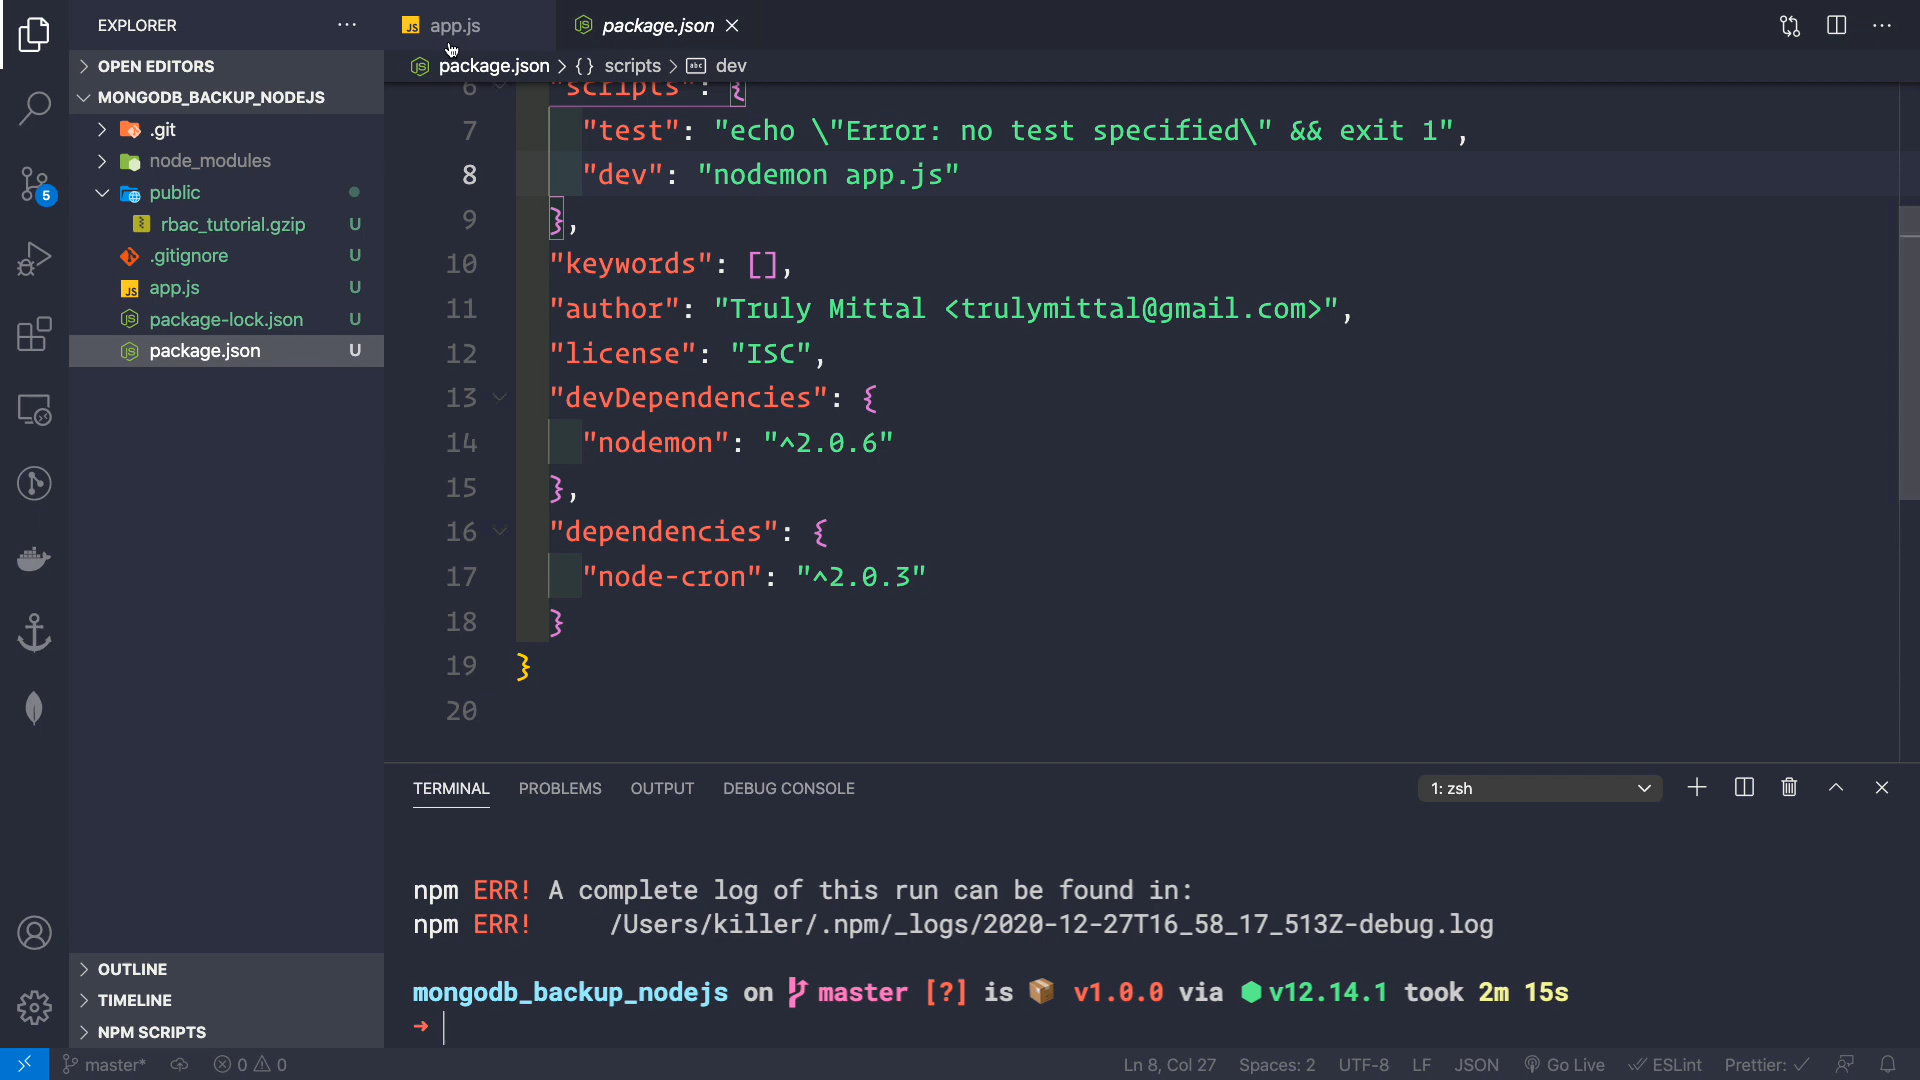 EXPLORER
OPEN EDITORS
MONGODB_BACKUP_NODEJS
.git
node_modules
public
rbac_tutorial.gzip U
.gitignore U
JS app.js U
package-lock.json U
package.json U
OUTLINE
TIMELINE
NPM SCRIPTS
5
JS app.js
package.json
package.json > {} scripts > abc dev
6 "scripts": {
7 "test": "echo \"Error: no test specified\" && exit 1",
8 "dev": "nodemon app.js"
9 },
10 "keywords": [],
11 "author": "Truly Mittal <trulymittal@gmail.com>",
12 "license": "ISC",
13 "devDependencies": {
14 "nodemon": "^2.0.6"
15 },
16 "dependencies": {
17 "node-cron": "^2.0.3"
18 }
19 }
20
TERMINAL PROBLEMS OUTPUT DEBUG CONSOLE
1: zsh
npm ERR! A complete log of this run can be found in:
npm ERR! /Users/killer/.npm/_logs/2020-12-27T16_58_17_513Z-debug.log
mongodb_backup_nodejs on master [?] is 📦 v1.0.0 via ⬢ v12.14.1 took 2m 15s
➜
master* 0 0
Ln 8, Col 27 Spaces: 2 UTF-8 LF JSON Go Live ESLint Prettier: ✓